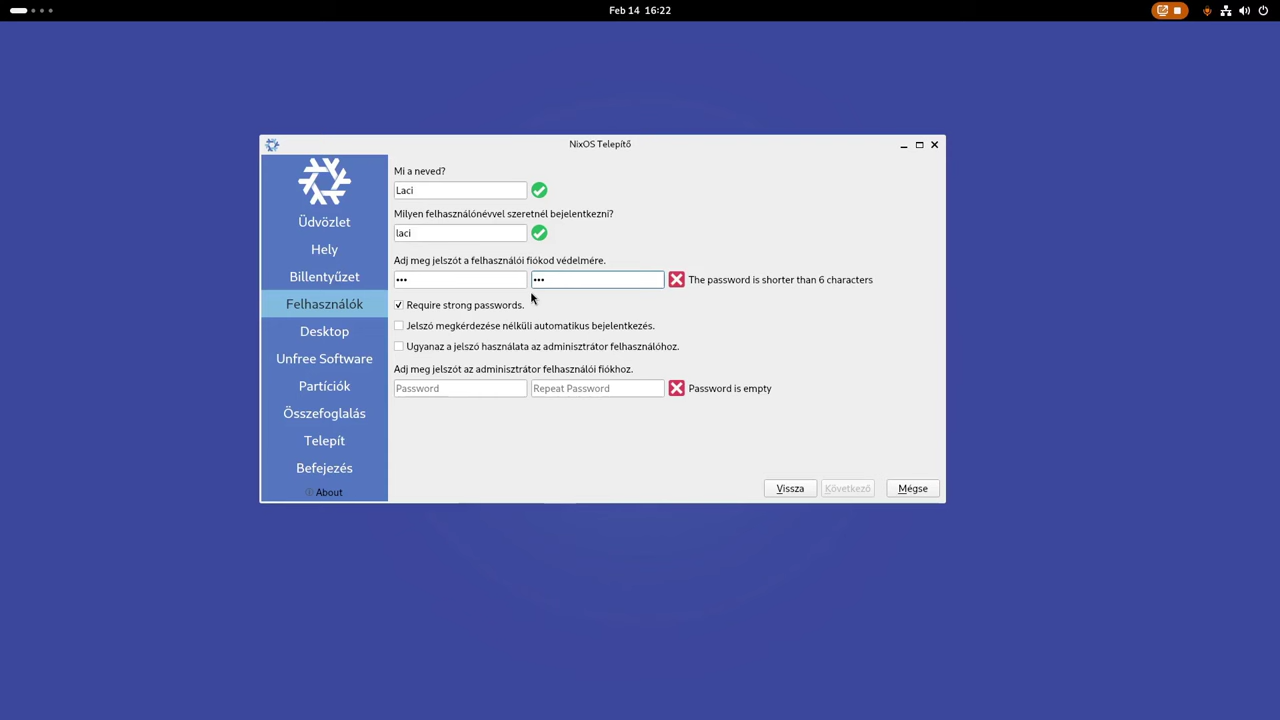 Feb 14 16:22
NixOS Telepítő
Üdvözlet
Hely
Billentyűzet
Felhasználók
Desktop
Unfree Software
Partíciók
Összefoglalás
Telepít
Befejezés
About
Mi a neved?
Laci
Milyen felhasználónévvel szeretnél bejelentkezni?
laci
Adj meg jelszót a felhasználói fiókod védelmére.
••• ••• The password is shorter than 6 characters
Require strong passwords.
Jelszó megkérdezése nélküli automatikus bejelentkezés.
Ugyanaz a jelszó használata az adminisztrátor felhasználóhoz.
Adj meg jelszót az adminisztrátor felhasználói fiókhoz.
Password Repeat Password Password is empty
Vissza Következő Mégse